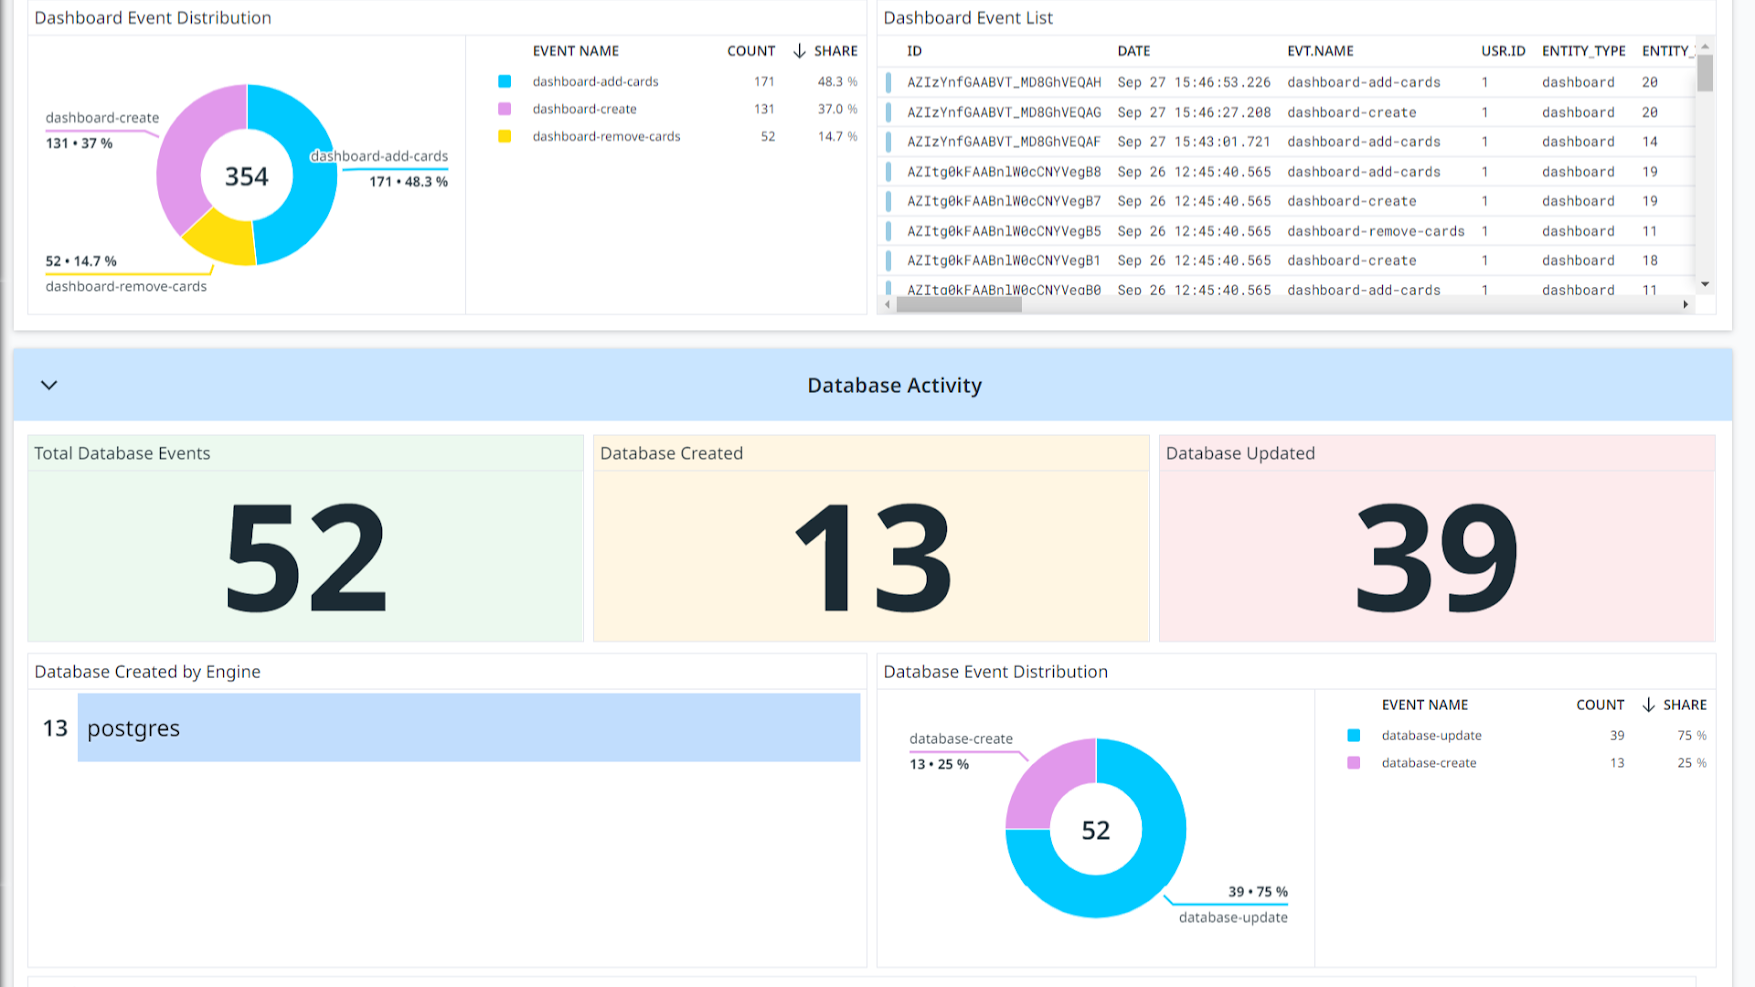 Dashboard Event Distribution
dashboard-create
131 • 37 %
354
dashboard-add-cards
171 • 48.3 %
52 • 14.7 %
dashboard-remove-cards
EVENT NAME COUNT SHARE
dashboard-add-cards 171 48.3 %
dashboard-create 131 37.0 %
dashboard-remove-cards 52 14.7 %
Dashboard Event List
ID DATE EVT.NAME USR.ID ENTITY_TYPE ENTITY_
AZIzYnfGAABVT_MD8GhVEQAH Sep 27 15:46:53.226 dashboard-add-cards 1 dashboard 20
AZIzYnfGAABVT_MD8GhVEQAG Sep 27 15:46:27.208 dashboard-create 1 dashboard 20
AZIzYnfGAABVT_MD8GhVEQAF Sep 27 15:43:01.721 dashboard-add-cards 1 dashboard 14
AZItg0kFAABnlW0cCNYVegB8 Sep 26 12:45:40.565 dashboard-add-cards 1 dashboard 19
AZItg0kFAABnlW0cCNYVegB7 Sep 26 12:45:40.565 dashboard-create 1 dashboard 19
AZItg0kFAABnlW0cCNYVegB5 Sep 26 12:45:40.565 dashboard-remove-cards 1 dashboard 11
AZItg0kFAABnlW0cCNYVegB1 Sep 26 12:45:40.565 dashboard-create 1 dashboard 18
AZItg0kFAABnlW0cCNYVegB0 Sep 26 12:45:40.565 dashboard-add-cards 1 dashboard 11
Database Activity
Total Database Events
52
Database Created
13
Database Updated
39
Database Created by Engine
13 postgres
Database Event Distribution
database-create
13 • 25 %
52
39 • 75 %
database-update
EVENT NAME COUNT SHARE
database-update 39 75 %
database-create 13 25 %